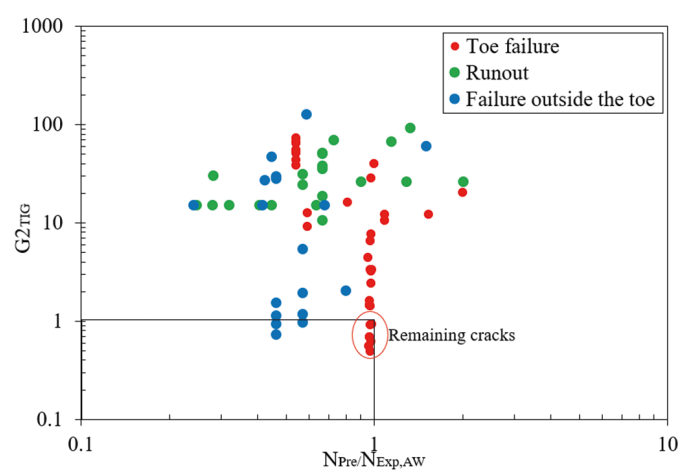 1000
100
10
1
0.1
G2TIG
Toe failure
Runout
Failure outside the toe
Remaining cracks
0.1
1
10
NPre/NExp,AW